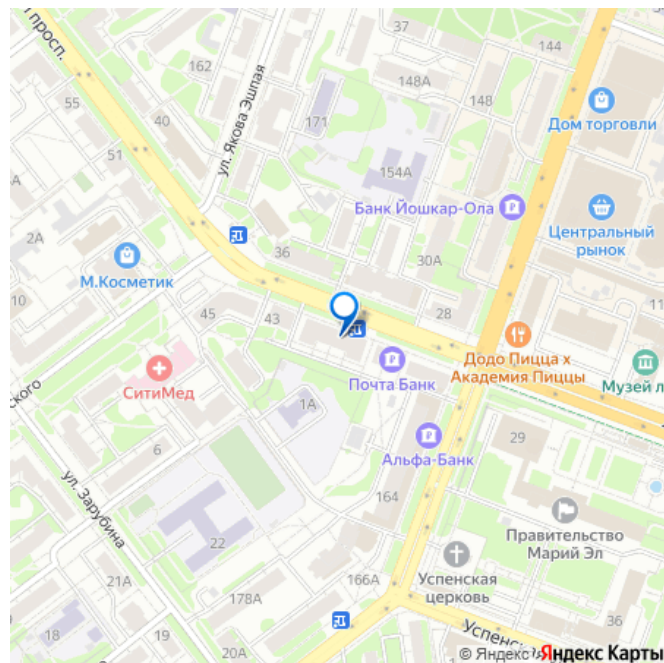 просп.
144
162
148А
148
Дом торговли
55
40
ул. Якова Эшпая
171
51
154А
Банк Йошкар-Ола
Центральный
рынок
2А
36
30А
М.Косметик
10
28
45
43
Додо Пицца х
Академия Пиццы
Почта Банк
Музей
СитиМед
1А
ского
Альфа-Банк
29
6
164
ул. Зарубина
22
Правительство
Марий Эл
21А
166А
Успенская
церковь
178А
36
18
19
20А
Успенс
© Яндекс
Яндекс Карты